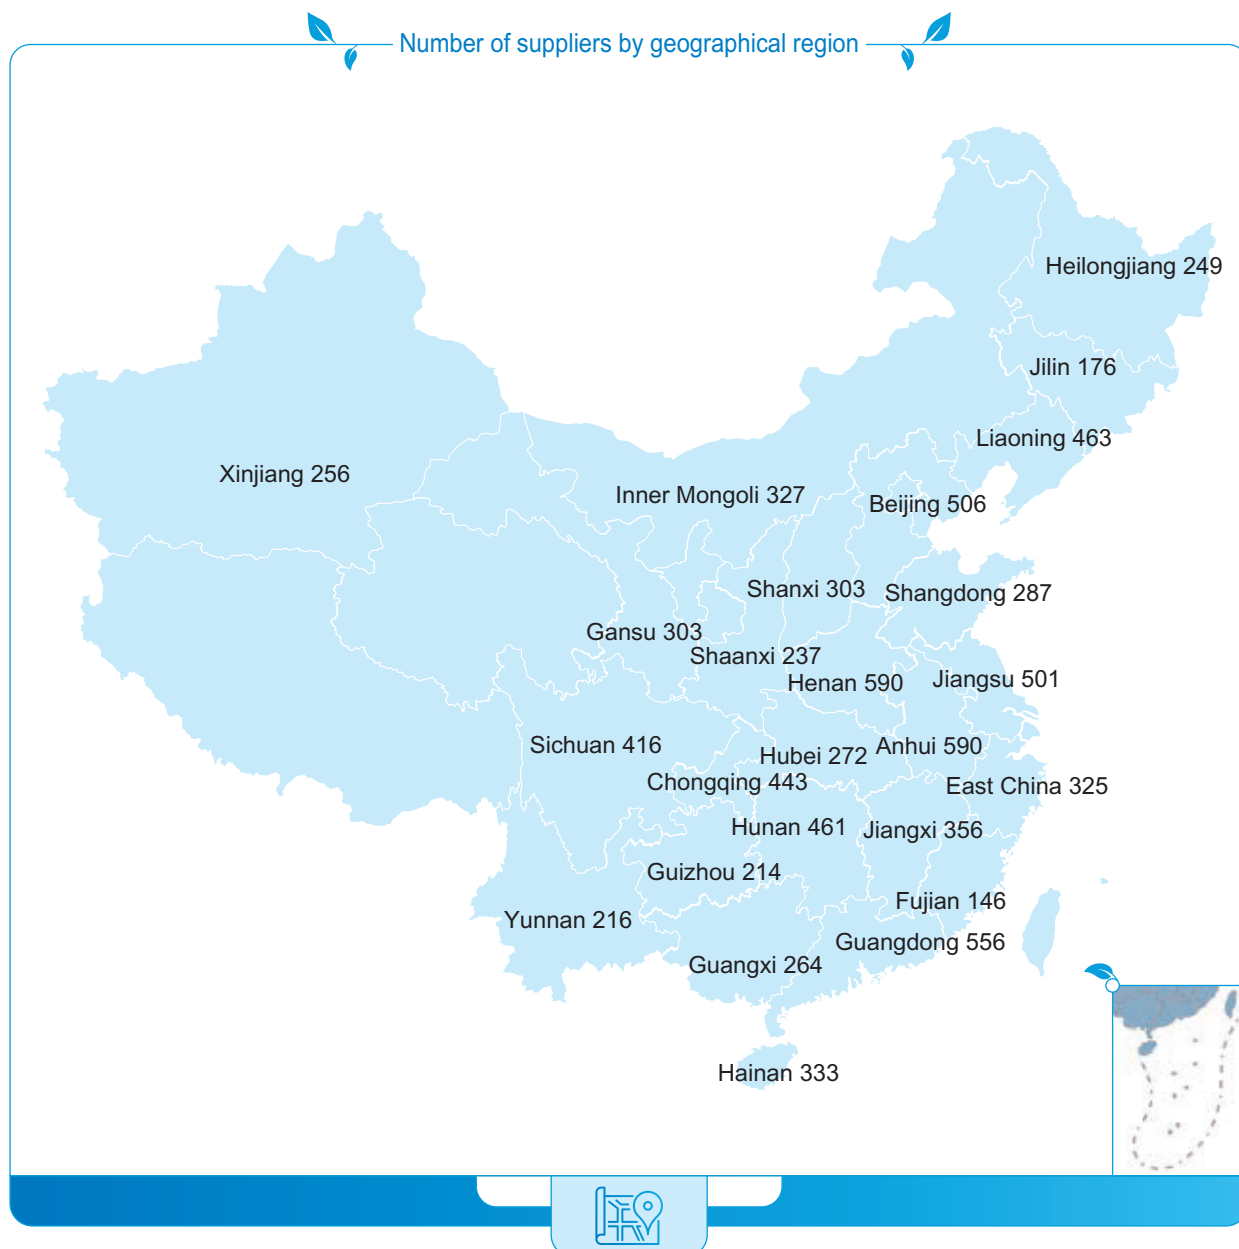 Number of suppliers by geographical region
Heilongjiang 249
Jilin 176
Liaoning 463
Xinjiang 256
Inner Mongoli 327
Beijing 506
Shanxi 303
Shangdong 287
Gansu 303
Shaanxi 237
Henan 590
Jiangsu 501
Sichuan 416
Hubei 272
Anhui 590
Chongqing 443
East China 325
Hunan 461
Jiangxi 356
Guizhou 214
Fujian 146
Yunnan 216
Guangdong 556
Guangxi 264
Hainan 333